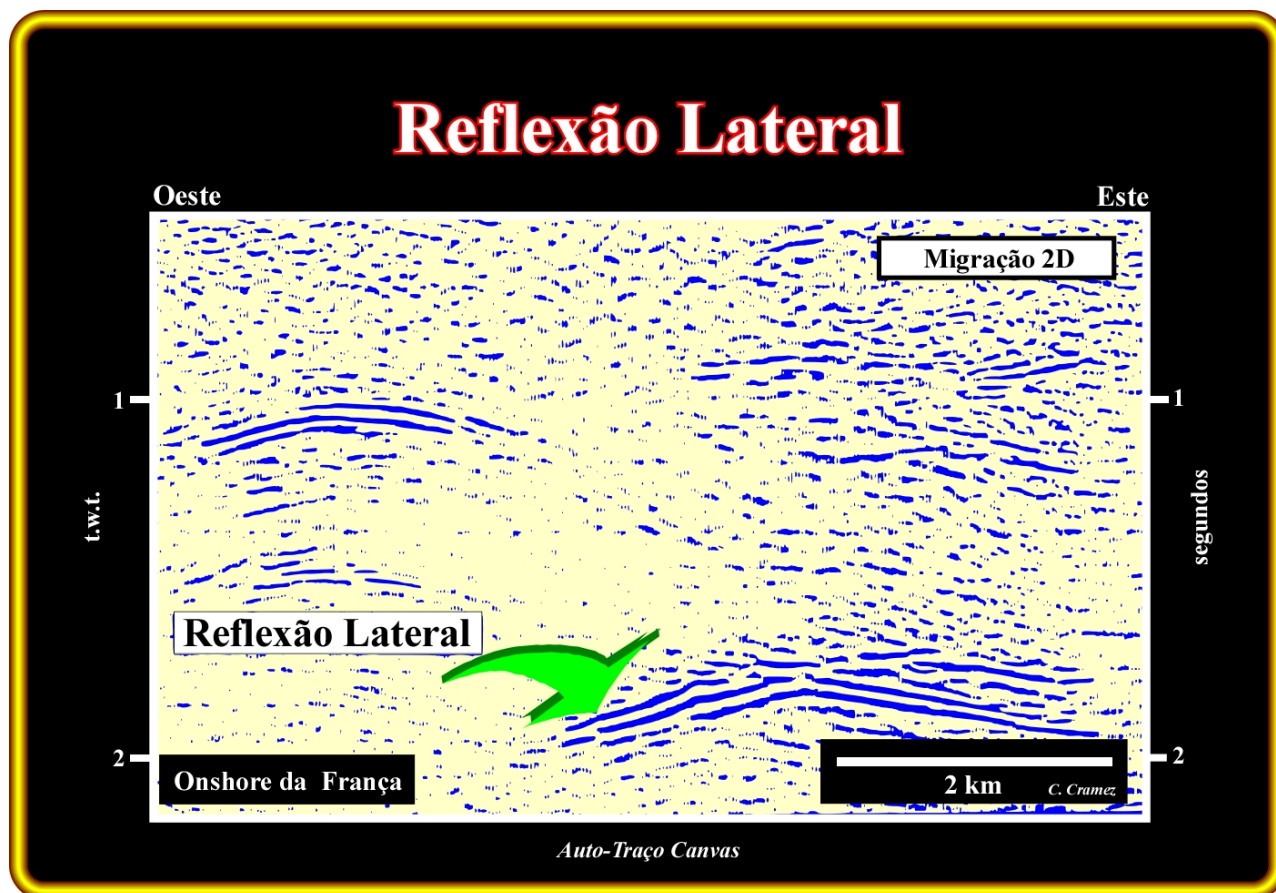 Reflexão Lateral
Oeste
Este
Migração 2D
1
1
t.w.t.
segundos
Reflexão Lateral
2
2
Onshore da França
2 km
C. Cramez
Auto-Traço Canvas